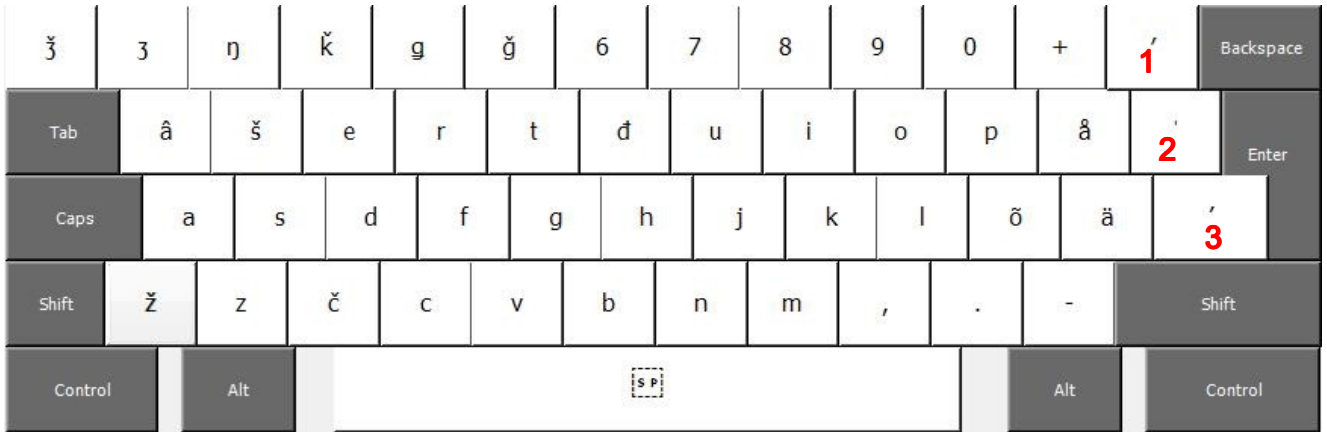 ǯ ʒ ŋ ǩ ǥ ǧ 6 7 8 9 0 + ʹ 1 Backspace
Tab â š e r t đ u i o p å ˈ 2 Enter
Caps a s d f g h j k l õ ä ʹ 3
Shift ž z č c v b n m , . - Shift
Control Alt SP Alt Control